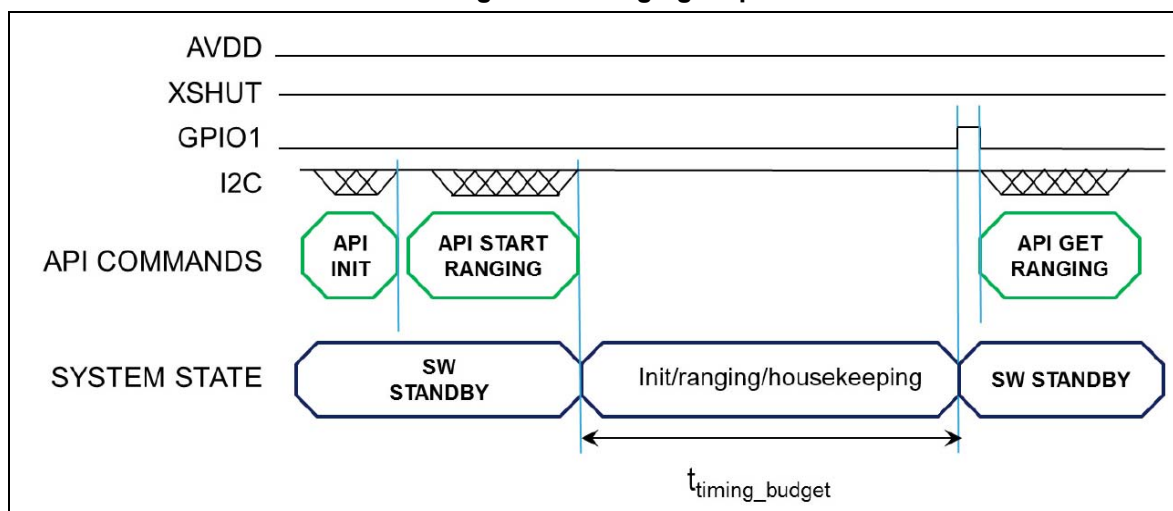 AVDD
XSHUT
GPIO1
I2C
API COMMANDS
API
INIT
API START
RANGING
API GET
RANGING
SYSTEM STATE
SW
STANDBY
Init/ranging/housekeeping
SW STANDBY
t_timing_budget